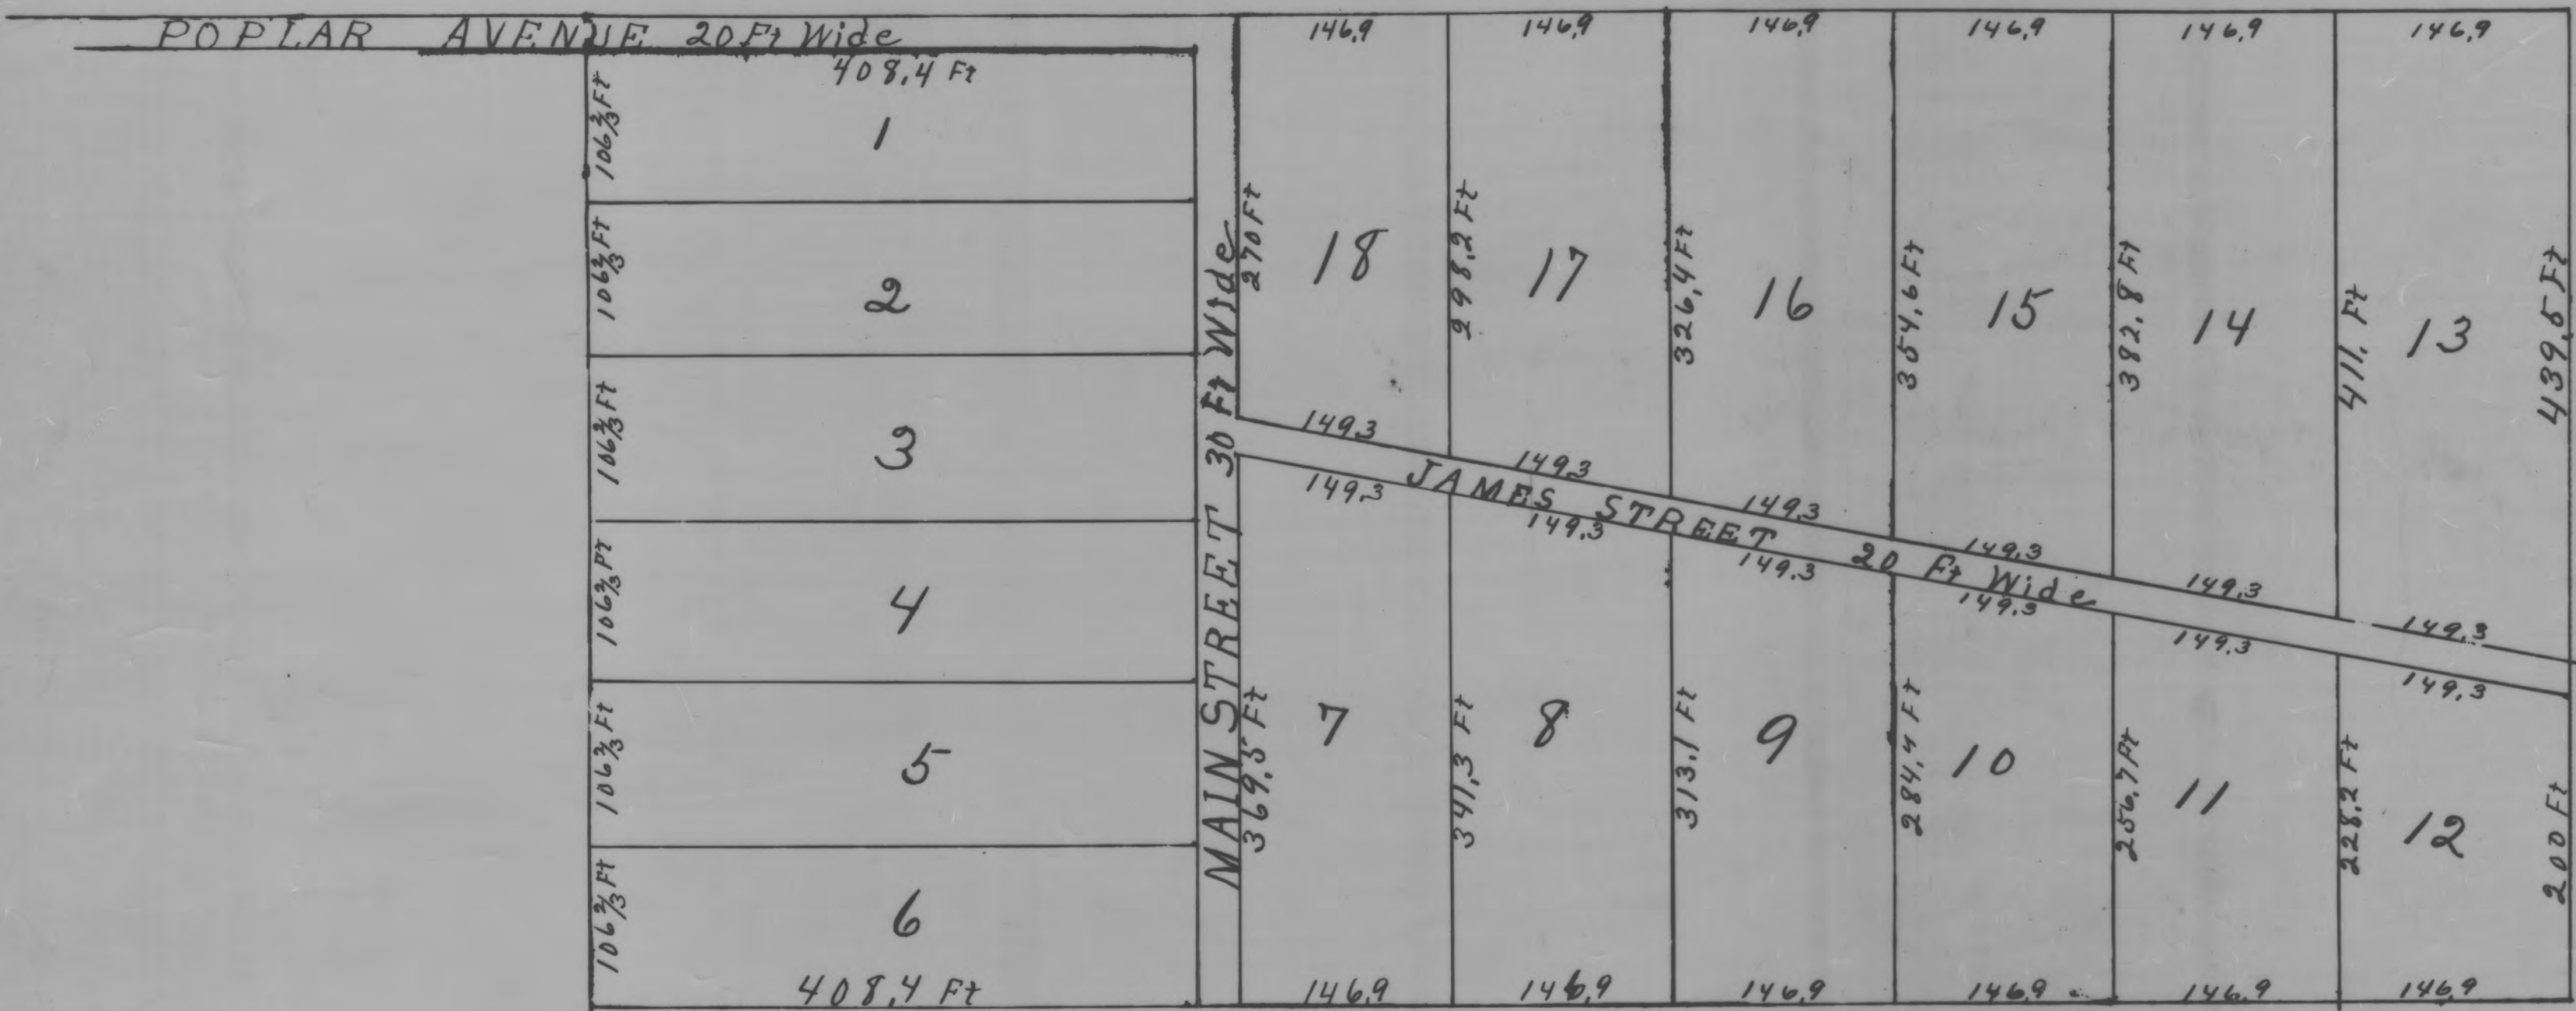 POPLAR AVENUE 20 Ft Wide
408.4 Ft
106 2/3 Ft
1
106 2/3 Ft
2
106 2/3 Ft
3
106 2/3 Ft
4
106 2/3 Ft
5
106 2/3 Ft
6
408.4 Ft
MAIN STREET 30 Ft Wide
146.9
146.9
146.9
146.9
146.9
146.9
270 Ft
18
298.2 Ft
17
326.4 Ft
16
354.6 Ft
15
382.8 Ft
14
411. Ft
13
439.5 Ft
149.3
149.3
149.3
149.3
149.3
149.3
JAMES STREET 20 Ft Wide
149.3
149.3
149.3
149.3
149.3
149.3
369.5 Ft
7
341.3 Ft
8
313.1 Ft
9
284.4 Ft
10
256.7 Ft
11
228.2 Ft
12
200 Ft
146.9
146.9
146.9
146.9
146.9
146.9